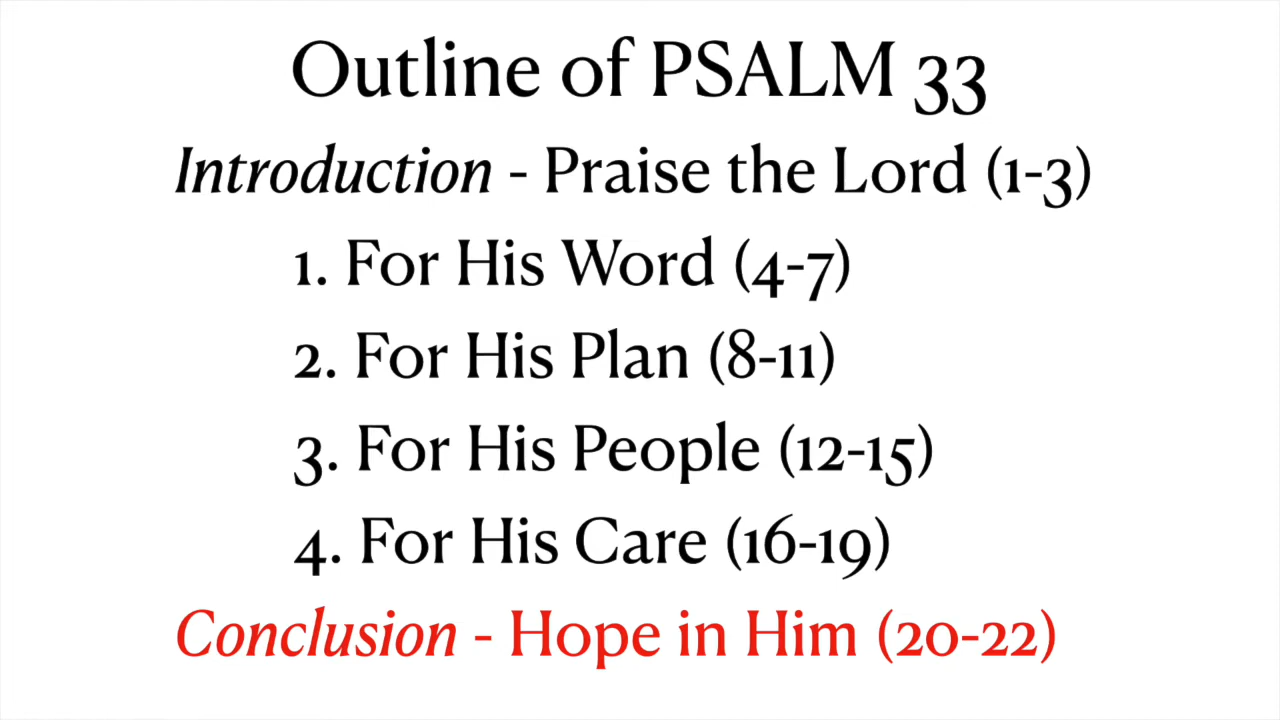 Outline of PSALM 33
Introduction - Praise the Lord (1-3)
1. For His Word (4-7)
2. For His Plan (8-11)
3. For His People (12-15)
4. For His Care (16-19)
Conclusion - Hope in Him (20-22)